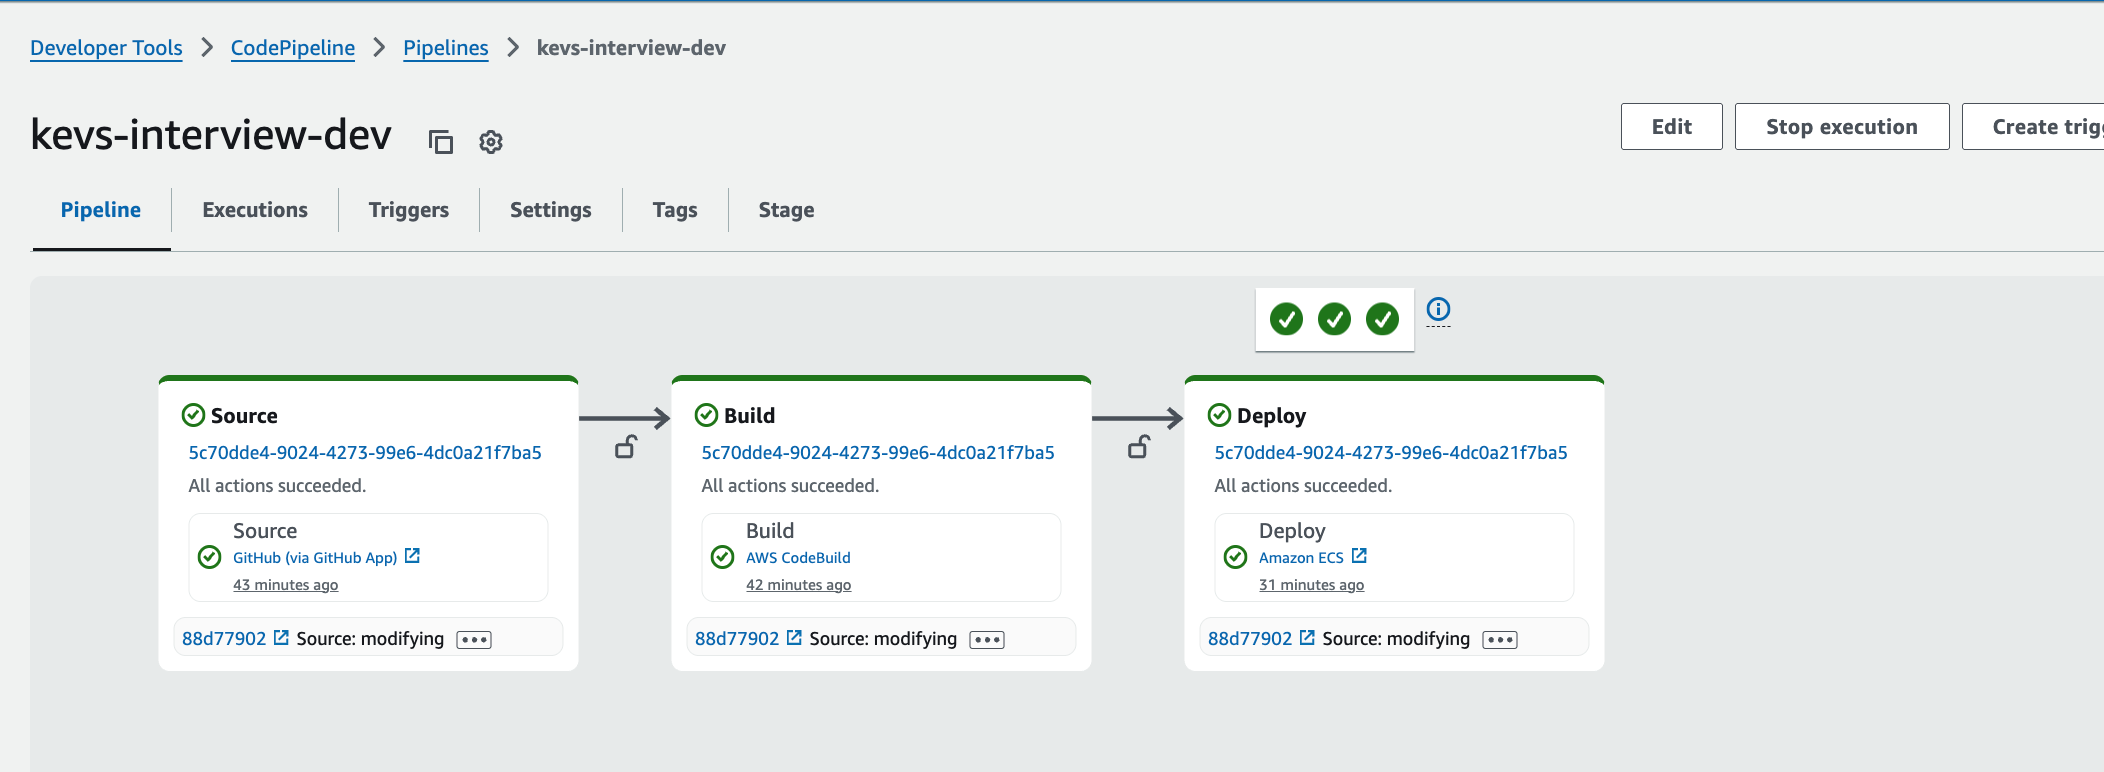 Developer Tools > CodePipeline > Pipelines > kevs-interview-dev
kevs-interview-dev
Edit
Stop execution
Create trig
Pipeline
Executions
Triggers
Settings
Tags
Stage
Source
5c70dde4-9024-4273-99e6-4dc0a21f7ba5
All actions succeeded.
Source
GitHub (via GitHub App)
43 minutes ago
88d77902 Source: modifying
Build
5c70dde4-9024-4273-99e6-4dc0a21f7ba5
All actions succeeded.
Build
AWS CodeBuild
42 minutes ago
88d77902 Source: modifying
Deploy
5c70dde4-9024-4273-99e6-4dc0a21f7ba5
All actions succeeded.
Deploy
Amazon ECS
31 minutes ago
88d77902 Source: modifying